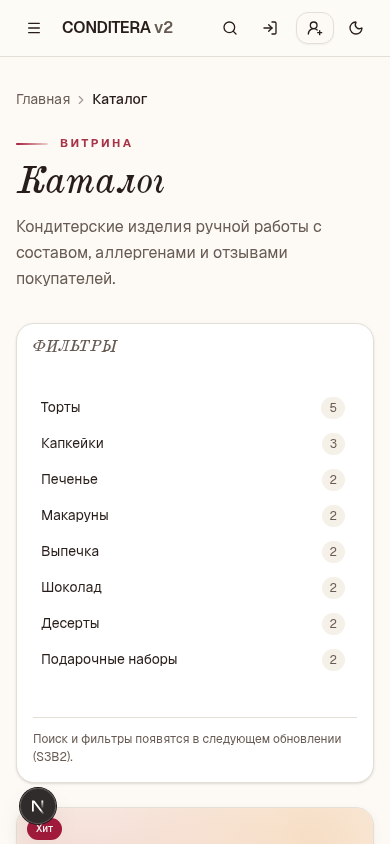 CONDITERA v2
Главная > Каталог
ВИТРИНА
Каталог
Кондитерские изделия ручной работы с
составом, аллергенами и отзывами
покупателей.
ФИЛЬТРЫ
Торты 5
Капкейки 3
Печенье 2
Макаруны 2
Выпечка 2
Шоколад 2
Десерты 2
Подарочные наборы 2
Поиск и фильтры появятся в следующем обновлении
(S3B2).
N
Хит